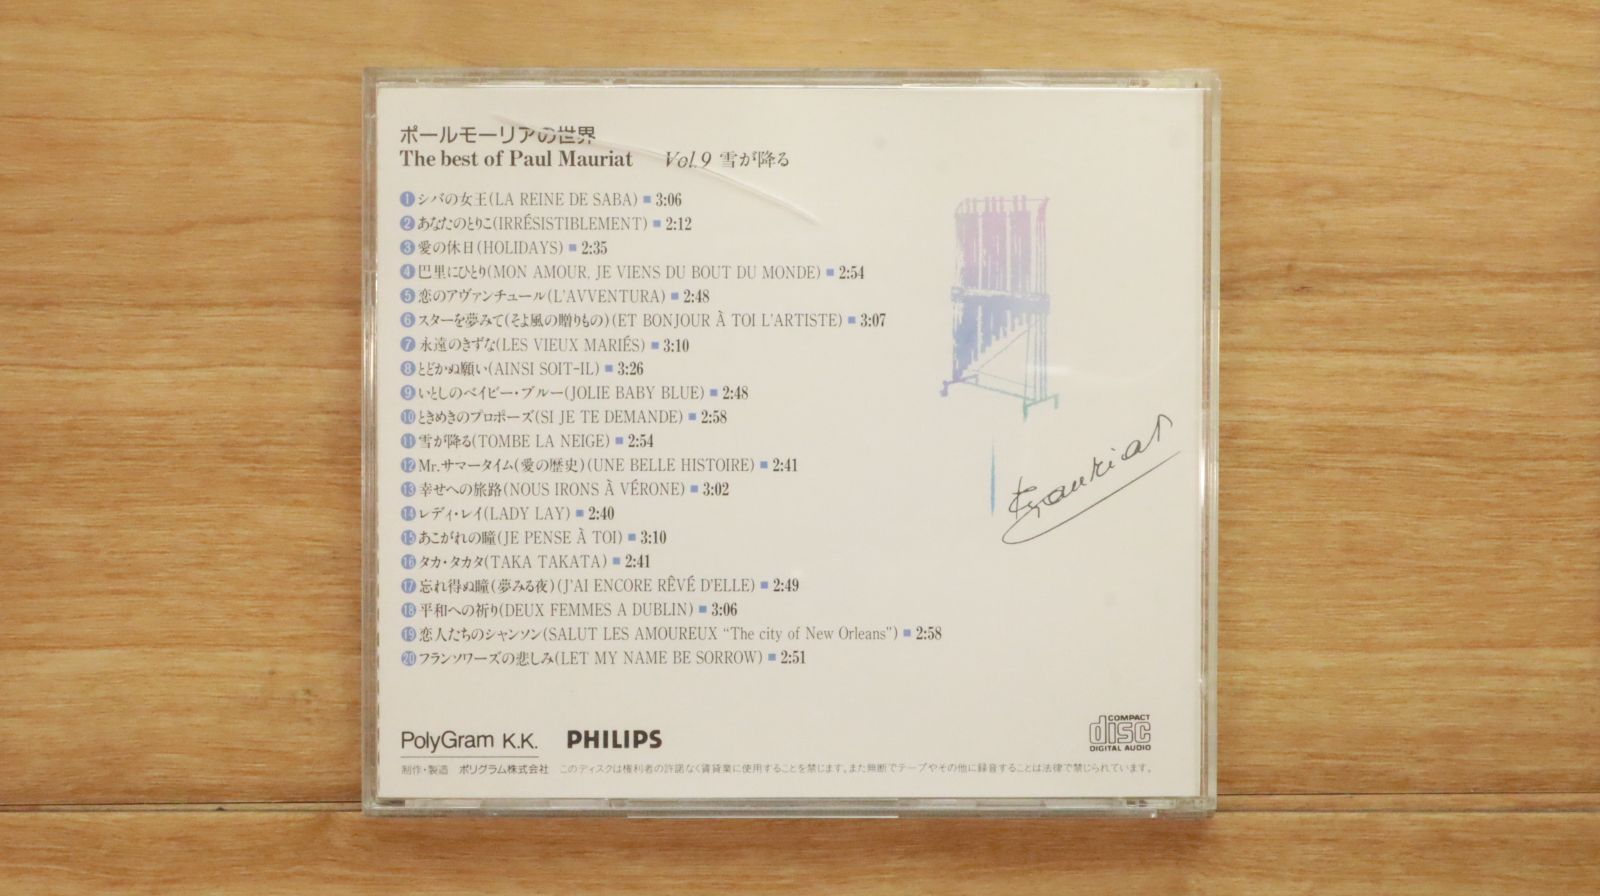 ポールモーリアの世界
The best of Paul Mauriat Vol.9 雪が降る
1 シバの女王(LA REINE DE SABA) ■ 3:06
2 あなたのとりこ(IRRÉSISTIBLEMENT) ■ 2:12
3 愛の休日(HOLIDAYS) ■ 2:35
4 巴里にひとり(MON AMOUR, JE VIENS DU BOUT DU MONDE) ■ 2:54
5 恋のアヴァンチュール(L'AVVENTURA) ■ 2:48
6 スターを夢みて(そよ風の贈りもの)(ET BONJOUR À TOI L'ARTISTE) ■ 3:07
7 永遠のきずな(LES VIEUX MARIÉS) ■ 3:10
8 とどかぬ願い(AINSI SOIT-IL) ■ 3:26
9 いとしのベイビー・ブルー(JOLIE BABY BLUE) ■ 2:48
10 ときめきのプロポーズ(SI JE TE DEMANDE) ■ 2:58
11 雪が降る(TOMBE LA NEIGE) ■ 2:54
12 Mr.サマータイム(愛の歴史)(UNE BELLE HISTOIRE) ■ 2:41
13 幸せへの旅路(NOUS IRONS À VÉRONE) ■ 3:02
14 レディ・レイ(LADY LAY) ■ 2:40
15 あこがれの瞳(JE PENSE À TOI) ■ 3:10
16 タカ・タカタ(TAKA TAKATA) ■ 2:41
17 忘れ得ぬ瞳(夢みる夜)(J'AI ENCORE RÊVÉ D'ELLE) ■ 2:49
18 平和への祈り(DEUX FEMMES A DUBLIN) ■ 3:06
19 恋人たちのシャンソン(SALUT LES AMOUREUX “The city of New Orleans”) ■ 2:58
20 フランソワーズの悲しみ(LET MY NAME BE SORROW) ■ 2:51
Mauriat
PolyGram K.K. PHILIPS
COMPACT disc DIGITAL AUDIO
制作・製造 ポリグラム株式会社 このディスクは権利者の許諾なく賃貸業に使用することを禁じます。また無断でテープやその他に録音することは法律で禁じられています。